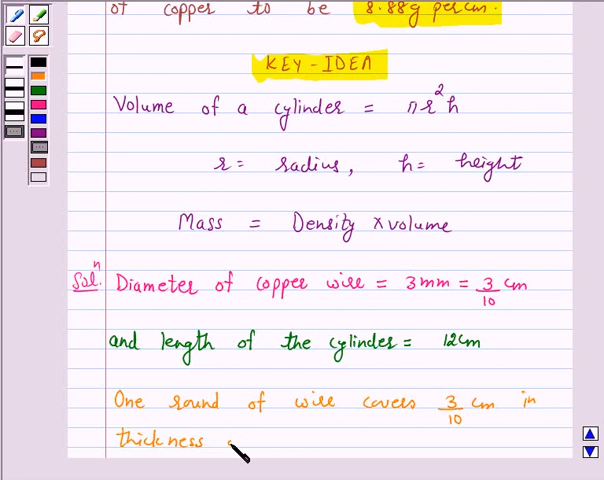 of copper to be 8.88g per cm.
KEY-IDEA
Volume of a cylinder = πr²h
r = radius, h = height
Mass = Density × volume
Solⁿ. Diameter of copper wire = 3mm = 3/10 cm
and length of the cylinder = 12cm
One round of wire covers 3/10 cm in
thickness